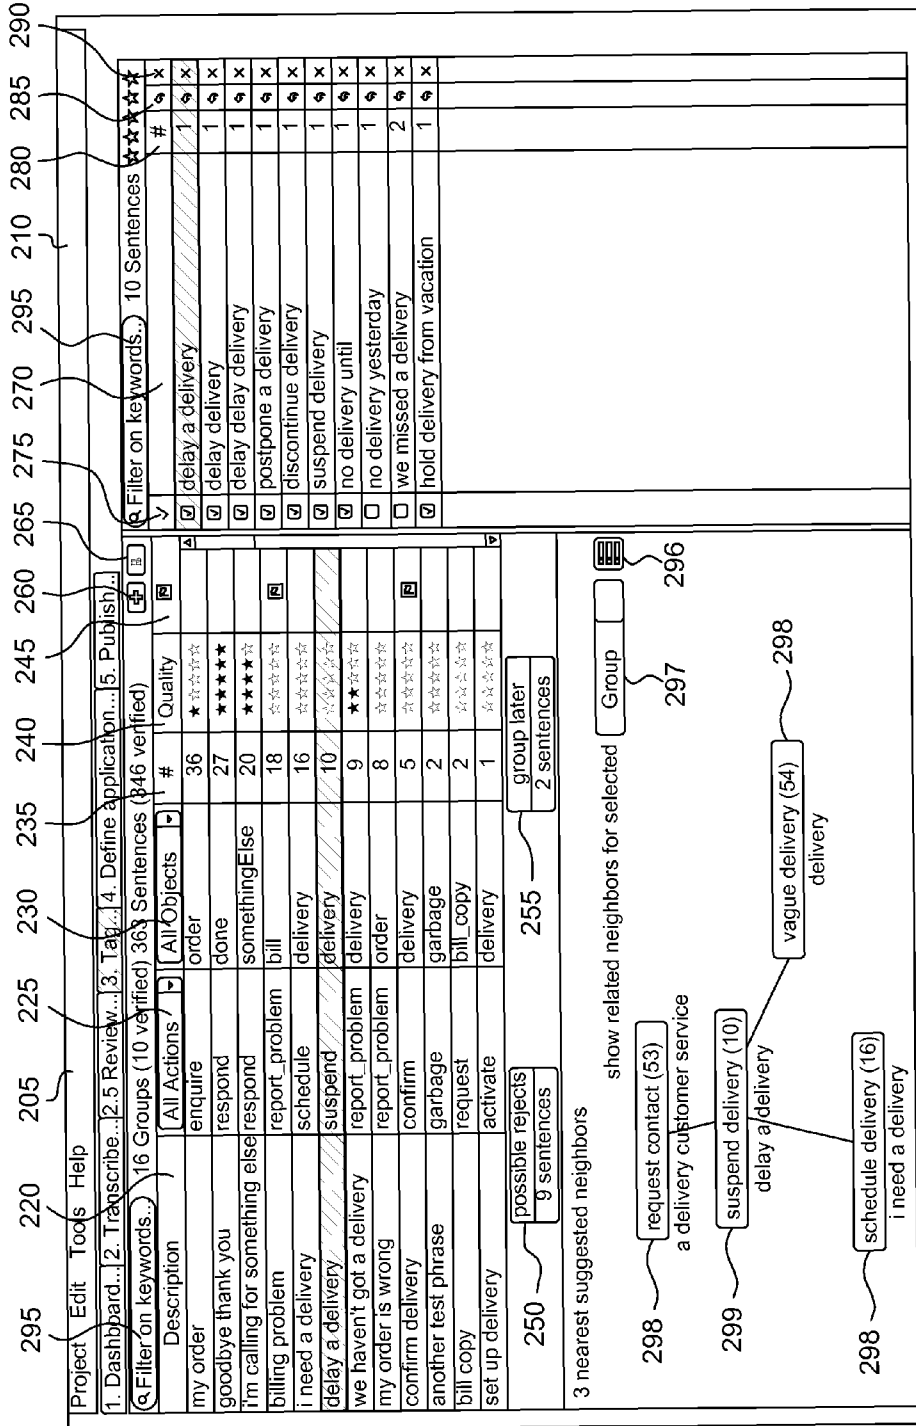 295 220 205 225 230 235 240 245 260 265 275 270 295 210 280 285 290
Project Edit Tools Help
1. Dashboard... 2. Transcribe... 2.5 Review... 3. Tag... 4. Define application... 5. Publish...
Filter on keywords... 16 Groups (10 verified) 363 Sentences (346 verified)
Description All Actions All Objects # Quality
my order enquire order 36 ★☆☆☆☆
goodbye thank you respond done 27 ★★★★★
i'm calling for something else respond somethingElse 20 ★★★★☆
billing problem report_problem bill 18 ☆☆☆☆☆
i need a delivery schedule delivery 16 ☆☆☆☆☆
delay a delivery suspend delivery 10 ☆☆☆☆☆
we haven't got a delivery report_problem delivery 9 ★★☆☆☆
my order is wrong report_problem order 8 ☆☆☆☆☆
confirm delivery confirm delivery 5 ☆☆☆☆☆
another test phrase garbage garbage 2 ☆☆☆☆☆
bill copy request bill_copy 2 ☆☆☆☆☆
set up delivery activate delivery 1 ☆☆☆☆☆
possible rejects
9 sentences
group later
2 sentences
250
255
Filter on keywords... 10 Sentences ☆☆☆☆☆
#
delay a delivery 1 x
delay delivery 1 x
delay delay delivery 1 x
postpone a delivery 1 x
discontinue delivery 1 x
suspend delivery 1 x
no delivery until 1 x
no delivery yesterday 1 x
we missed a delivery 2 x
hold delivery from vacation 1 x
3 nearest suggested neighbors
show related neighbors for selected Group
297
296
298
request contact (53)
a delivery customer service
299
suspend delivery (10)
delay a delivery
298
vague delivery (54)
delivery
298
schedule delivery (16)
i need a delivery